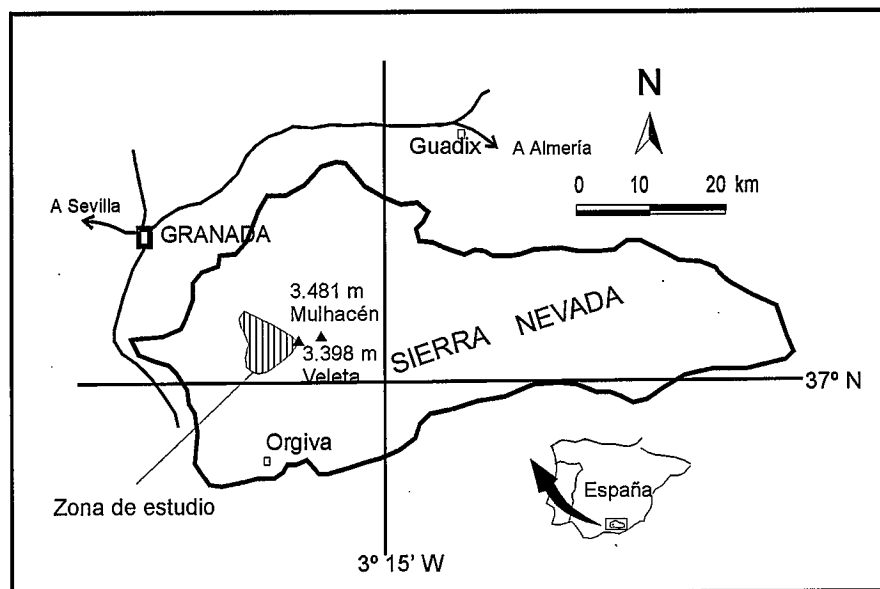 N
Guadix
A Almería
0 10 20 km
A Sevilla
GRANADA
3.481 m
Mulhacén
SIERRA NEVADA
3.398 m
Veleta
37º N
Orgiva
España
Zona de estudio
3º 15' W